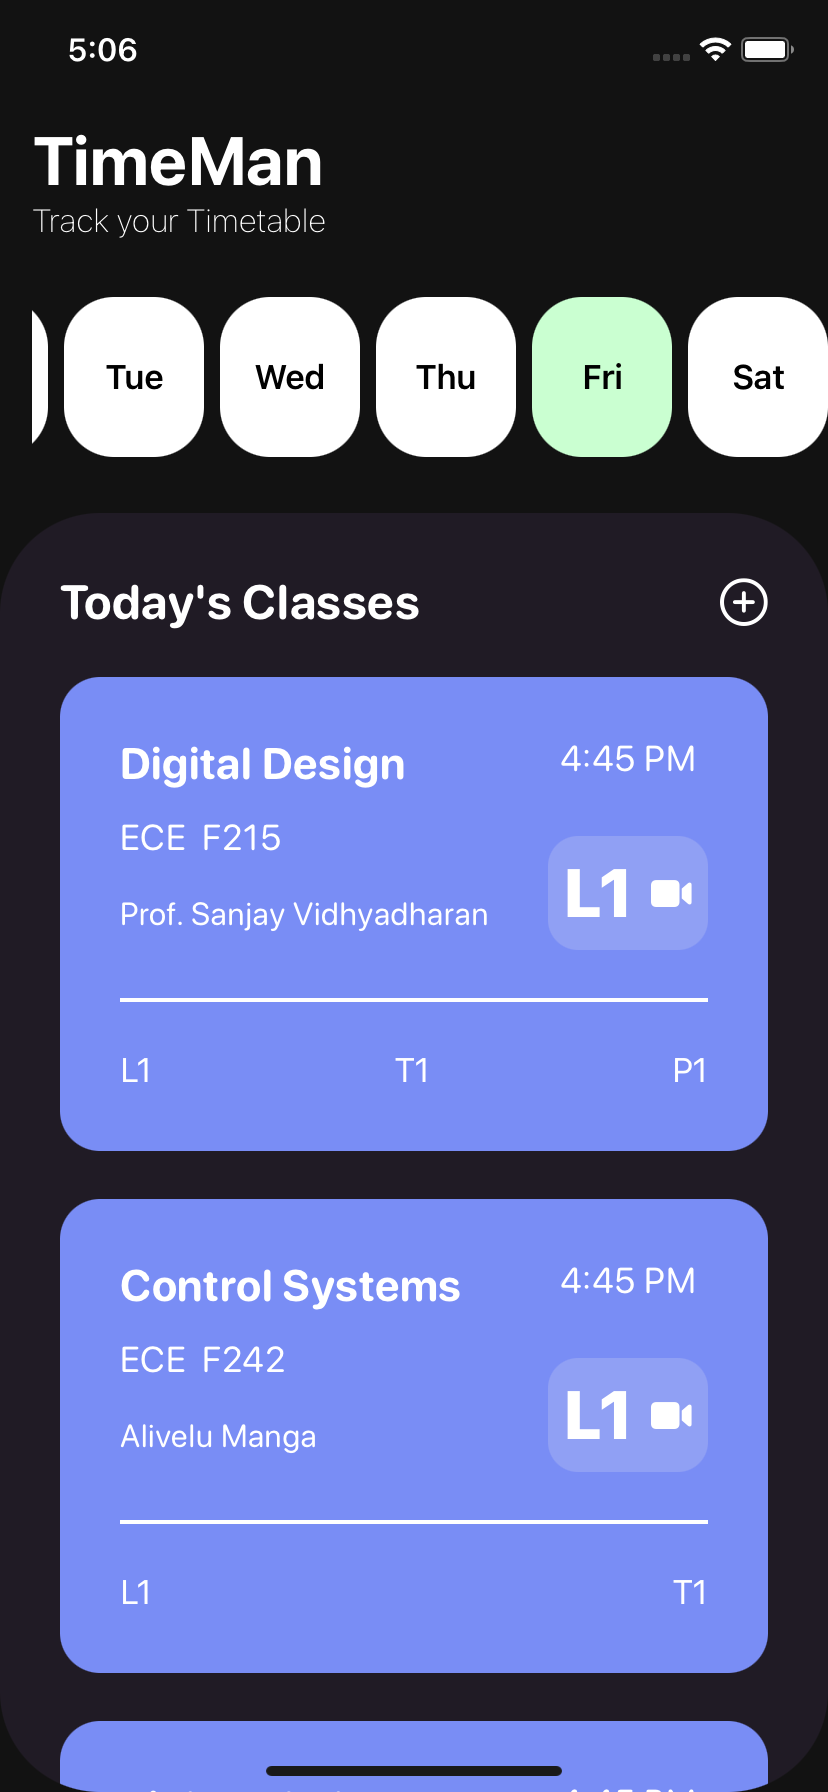 5:06
TimeMan
Track your Timetable
Tue Wed Thu Fri Sat
Today's Classes
Digital Design 4:45 PM
ECE F215
L1
Prof. Sanjay Vidhyadharan
L1 T1 P1
Control Systems 4:45 PM
ECE F242
L1
Alivelu Manga
L1 T1